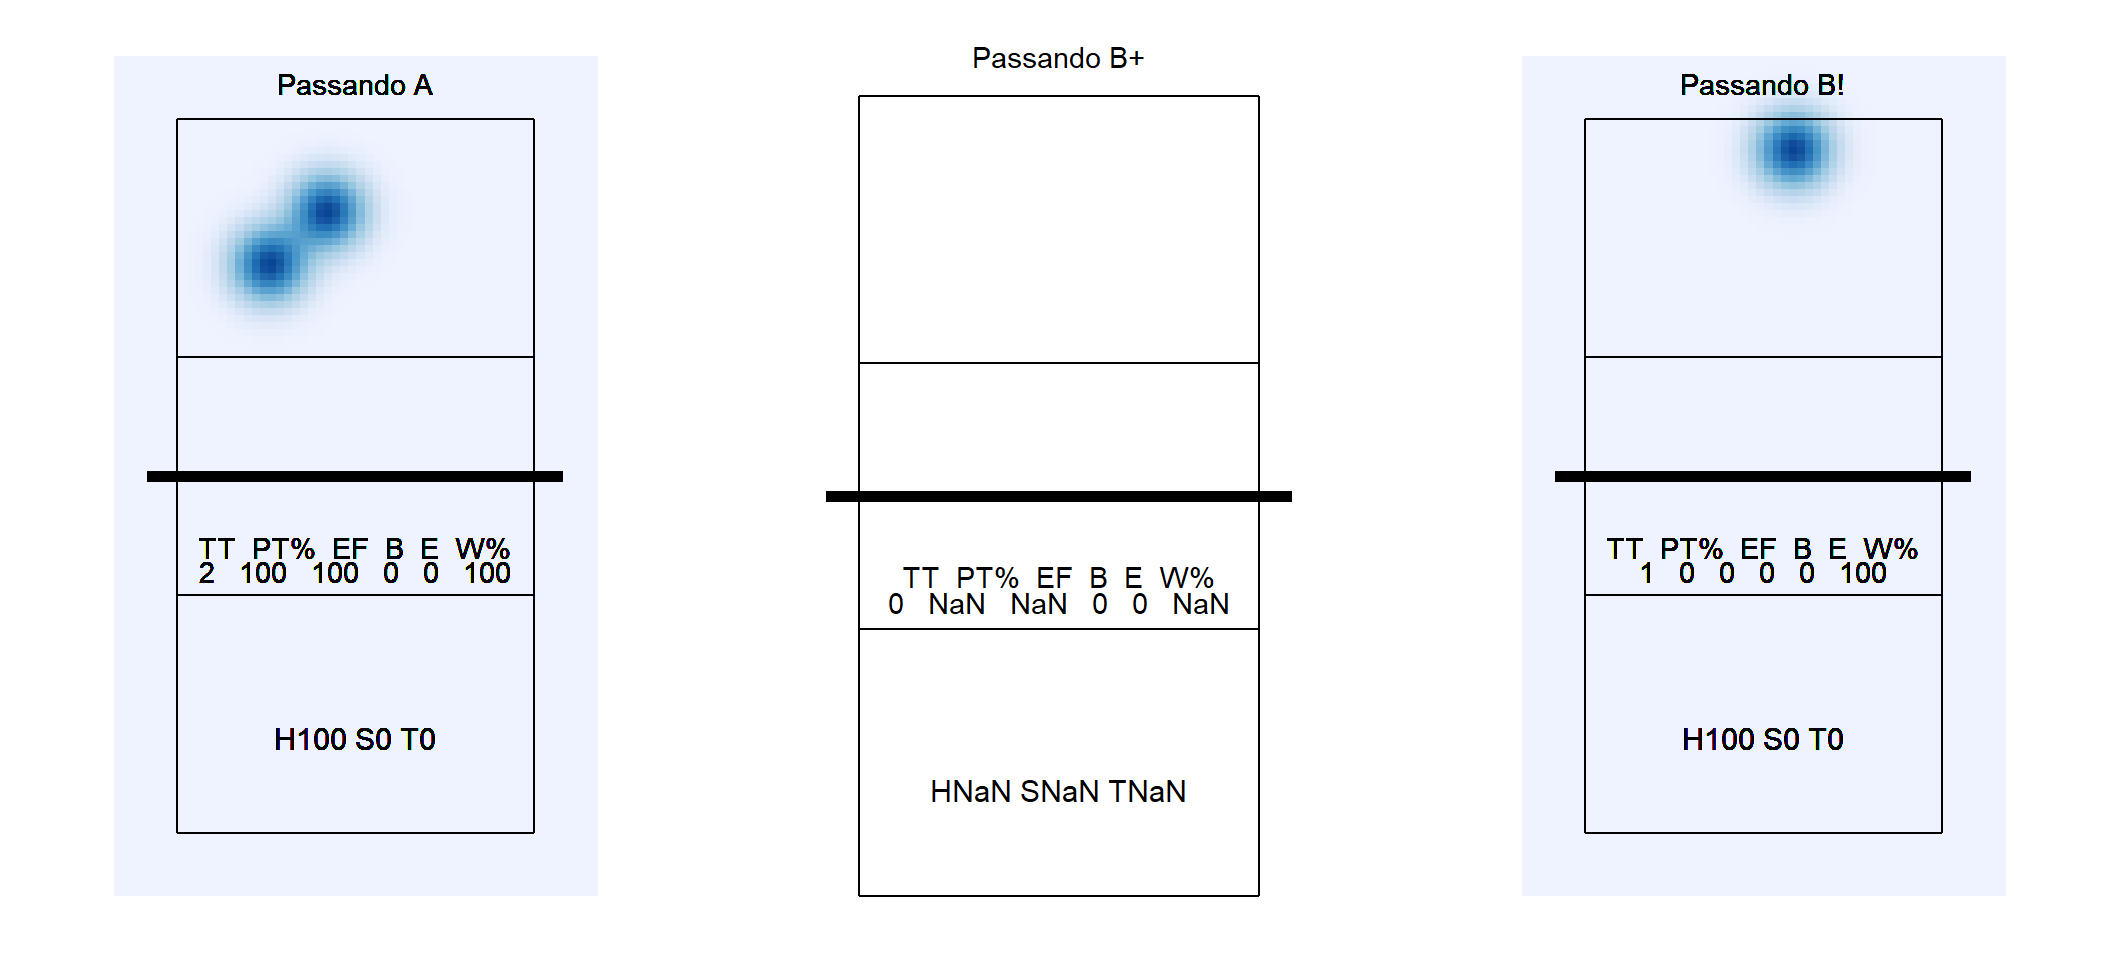 Passando A
TT PT% EF B E W%
2 100 100 0 0 100
H100 S0 T0
Passando B+
TT PT% EF B E W%
0 NaN NaN 0 0 NaN
HNaN SNaN TNaN
Passando B!
TT PT% EF B E W%
1 0 0 0 0 100
H100 S0 T0